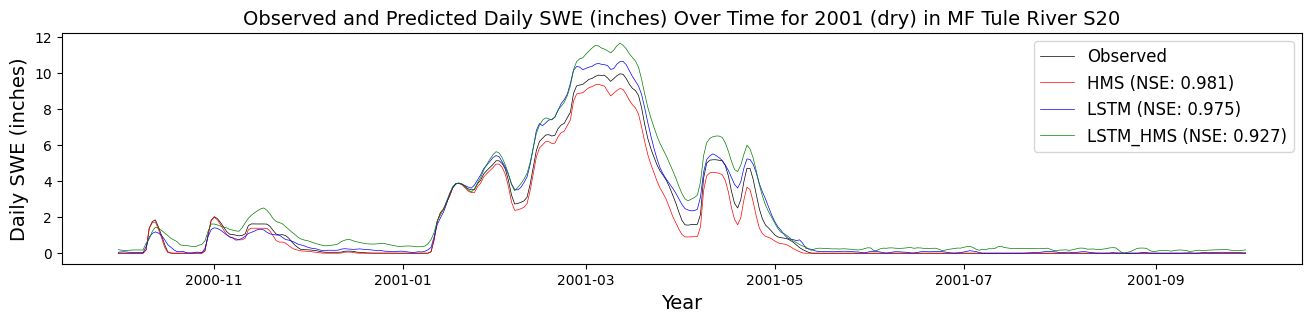 Observed and Predicted Daily SWE (inches) Over Time for 2001 (dry) in MF Tule River S20
Daily SWE (inches)
12
10
8
6
4
2
0
Observed
HMS (NSE: 0.981)
LSTM (NSE: 0.975)
LSTM_HMS (NSE: 0.927)
2000-11
2001-01
2001-03
2001-05
2001-07
2001-09
Year